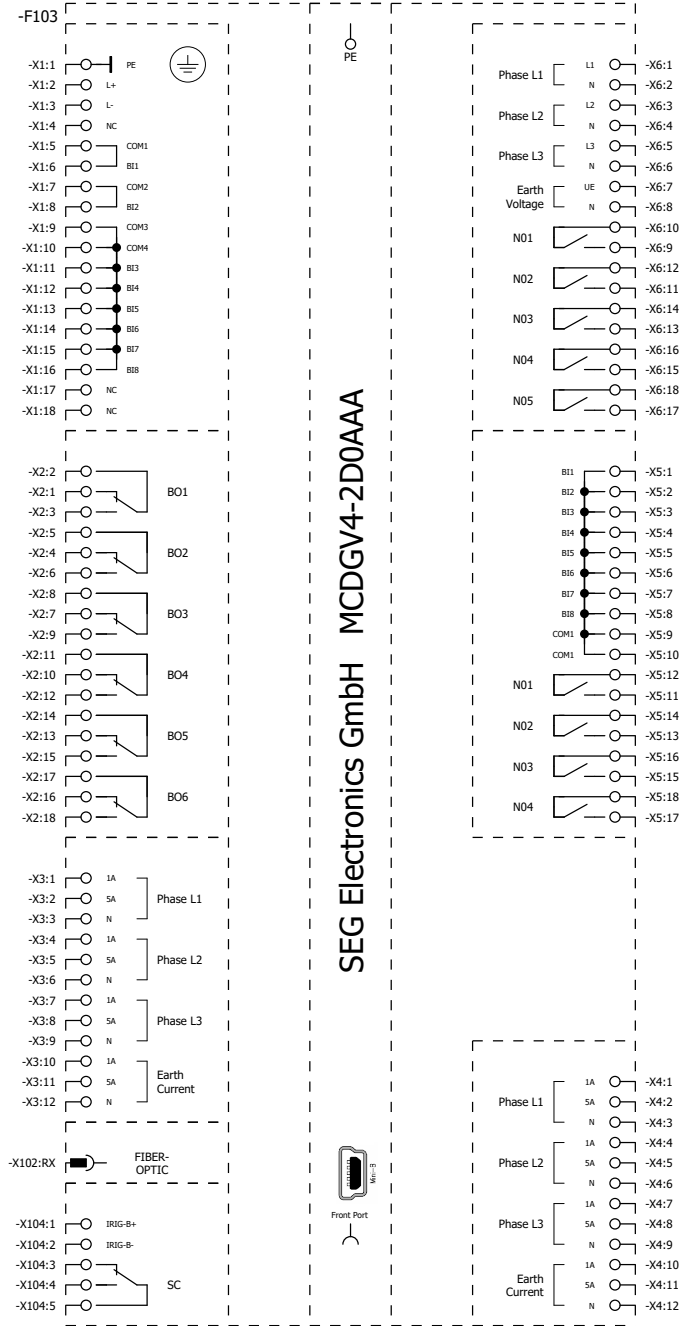 -F103
PE
-X1:1 PE
-X1:2 L+
-X1:3 L-
-X1:4 NC
-X1:5 COM1
-X1:6 BI1
-X1:7 COM2
-X1:8 BI2
-X1:9 COM3
-X1:10 COM4
-X1:11 BI3
-X1:12 BI4
-X1:13 BI5
-X1:14 BI6
-X1:15 BI7
-X1:16 BI8
-X1:17 NC
-X1:18 NC
-X2:2
-X2:1 BO1
-X2:3
-X2:5
-X2:4 BO2
-X2:6
-X2:8
-X2:7 BO3
-X2:9
-X2:11
-X2:10 BO4
-X2:12
-X2:14
-X2:13 BO5
-X2:15
-X2:17
-X2:16 BO6
-X2:18
-X3:1 1A
-X3:2 5A Phase L1
-X3:3 N
-X3:4 1A
-X3:5 5A Phase L2
-X3:6 N
-X3:7 1A
-X3:8 5A Phase L3
-X3:9 N
-X3:10 1A
Earth
-X3:11 5A
Current
-X3:12 N
-X102:RX
FIBER-
OPTIC
-X104:1 IRIG-B+
-X104:2 IRIG-B-
-X104:3
-X104:4 SC
-X104:5
SEG Electronics GmbH MCDGV4-2D0AAA
Mini-B
Front Port
L1 -X6:1
Phase L1
N -X6:2
L2 -X6:3
Phase L2
N -X6:4
L3 -X6:5
Phase L3
N -X6:6
Earth UE -X6:7
Voltage N -X6:8
-X6:10
N01
-X6:9
-X6:12
N02
-X6:11
-X6:14
N03
-X6:13
-X6:16
N04
-X6:15
-X6:18
N05
-X6:17
BI1 -X5:1
BI2 -X5:2
BI3 -X5:3
BI4 -X5:4
BI5 -X5:5
BI6 -X5:6
BI7 -X5:7
BI8 -X5:8
COM1 -X5:9
COM1 -X5:10
-X5:12
N01
-X5:11
-X5:14
N02
-X5:13
-X5:16
N03
-X5:15
-X5:18
N04
-X5:17
1A -X4:1
Phase L1 5A -X4:2
N -X4:3
1A -X4:4
Phase L2 5A -X4:5
N -X4:6
1A -X4:7
Phase L3 5A -X4:8
N -X4:9
1A -X4:10
Earth
5A -X4:11
Current
N -X4:12